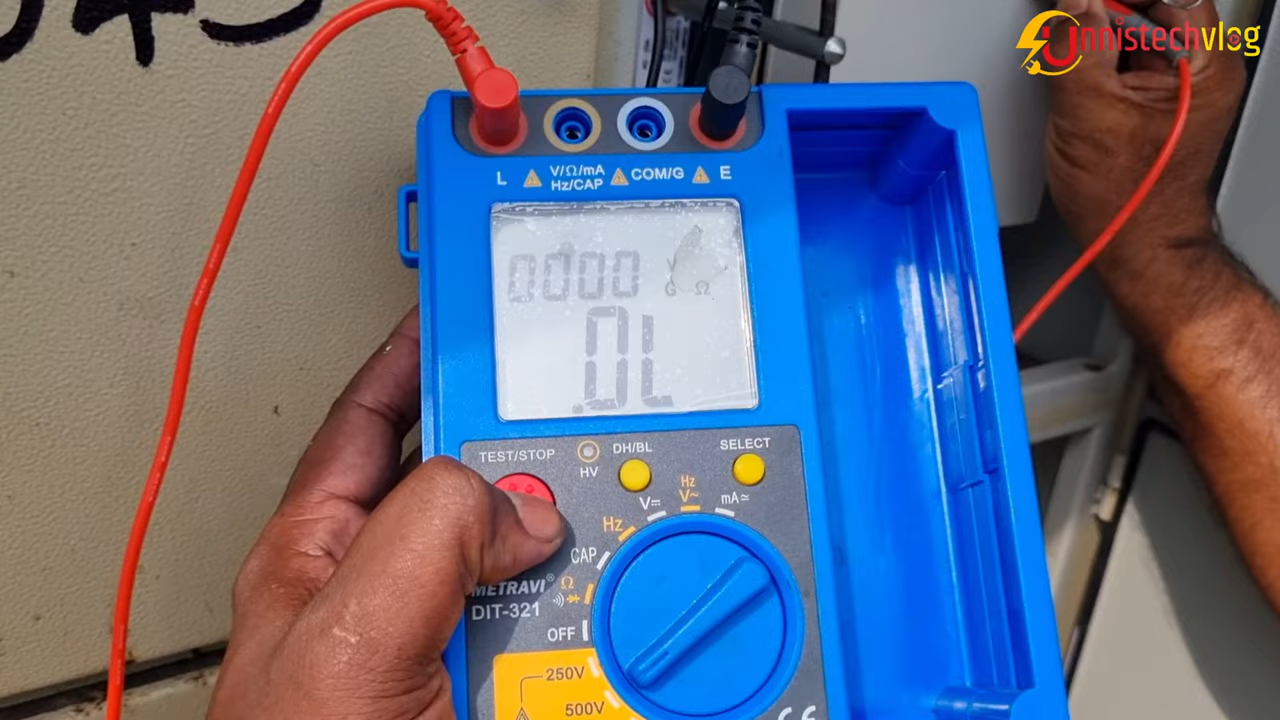 Unnistechvlog
L V/Ω/mA Hz/CAP COM/G E
0000 V
G Ω
.0L
TEST/STOP HV DH/BL SELECT
Hz
V~
V⎓ mA≃
Hz
CAP
Ω
METRAVI®
DIT-321
OFF
250V
500V
CE